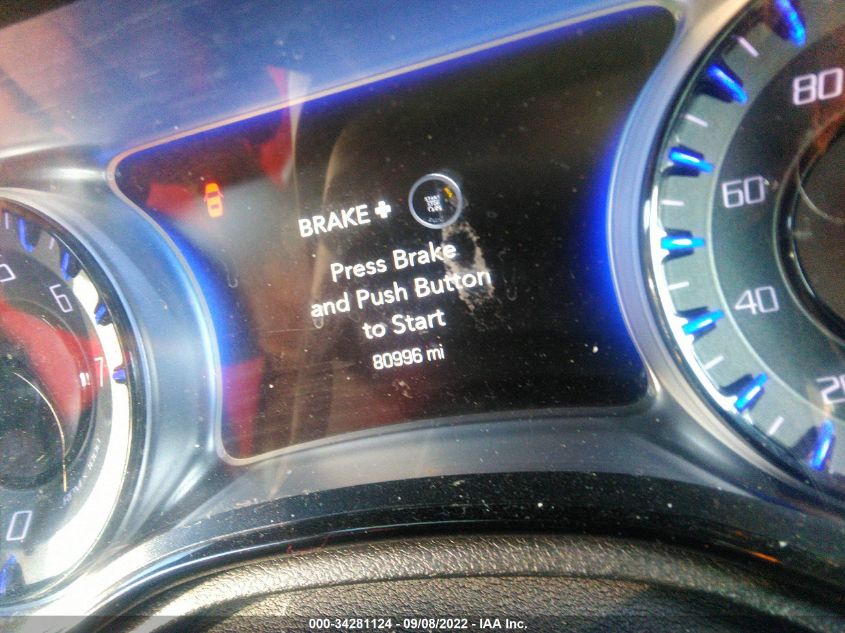 80
60
40
6
7
0
BRAKE +
Press Brake
and Push Button
to Start
80996 mi
000-34281124 - 09/08/2022 - IAA Inc.